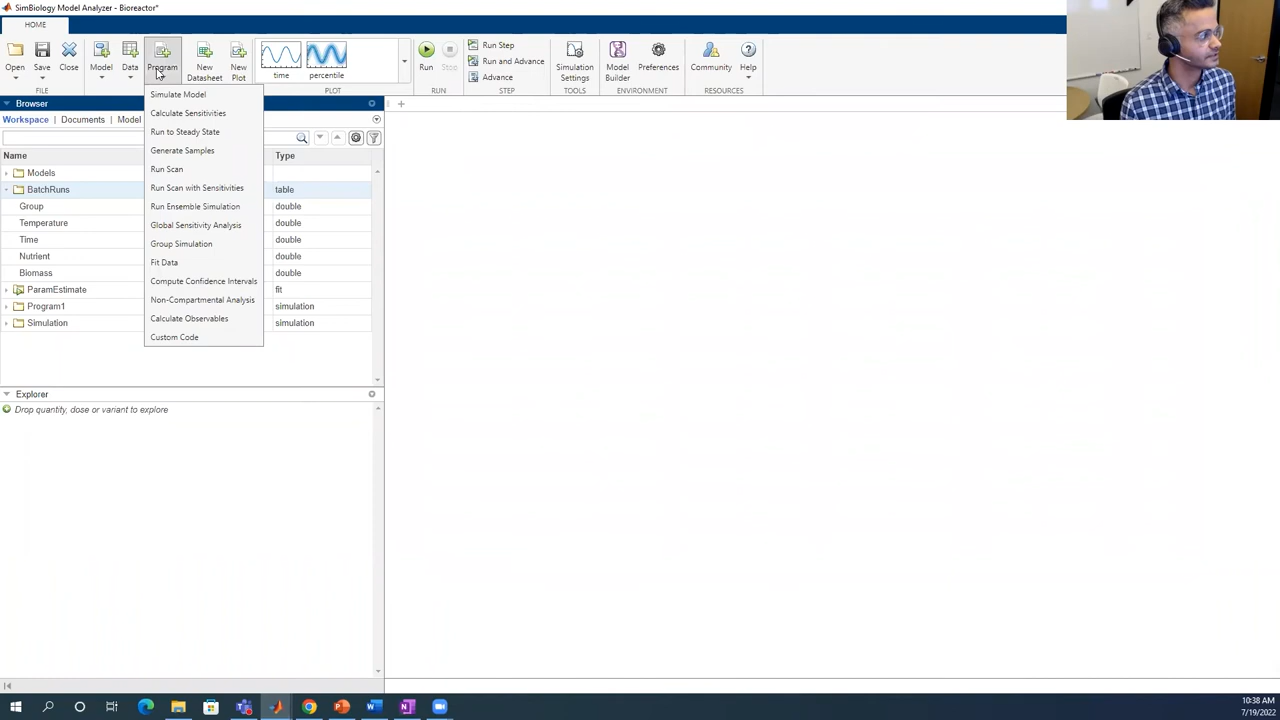 SimBiology Model Analyzer - Bioreactor*
HOME
Open
Save
Close
Model
Data
Program
New
Datasheet
New
Plot
time
percentile
Run
Stop
Run Step
Run and Advance
Advance
Simulation
Settings
Model
Builder
Preferences
Community
Help
FILE
PLOT
RUN
STEP
TOOLS
ENVIRONMENT
RESOURCES
Browser
Workspace
Documents
Model
Name
Type
Models
BatchRuns
table
Group
double
Temperature
double
Time
double
Nutrient
double
Biomass
double
ParamEstimate
fit
Program1
simulation
Simulation
simulation
Simulate Model
Calculate Sensitivities
Run to Steady State
Generate Samples
Run Scan
Run Scan with Sensitivities
Run Ensemble Simulation
Global Sensitivity Analysis
Group Simulation
Fit Data
Compute Confidence Intervals
Non-Compartmental Analysis
Calculate Observables
Custom Code
Explorer
Drop quantity, dose or variant to explore
10:38 AM
7/19/2022